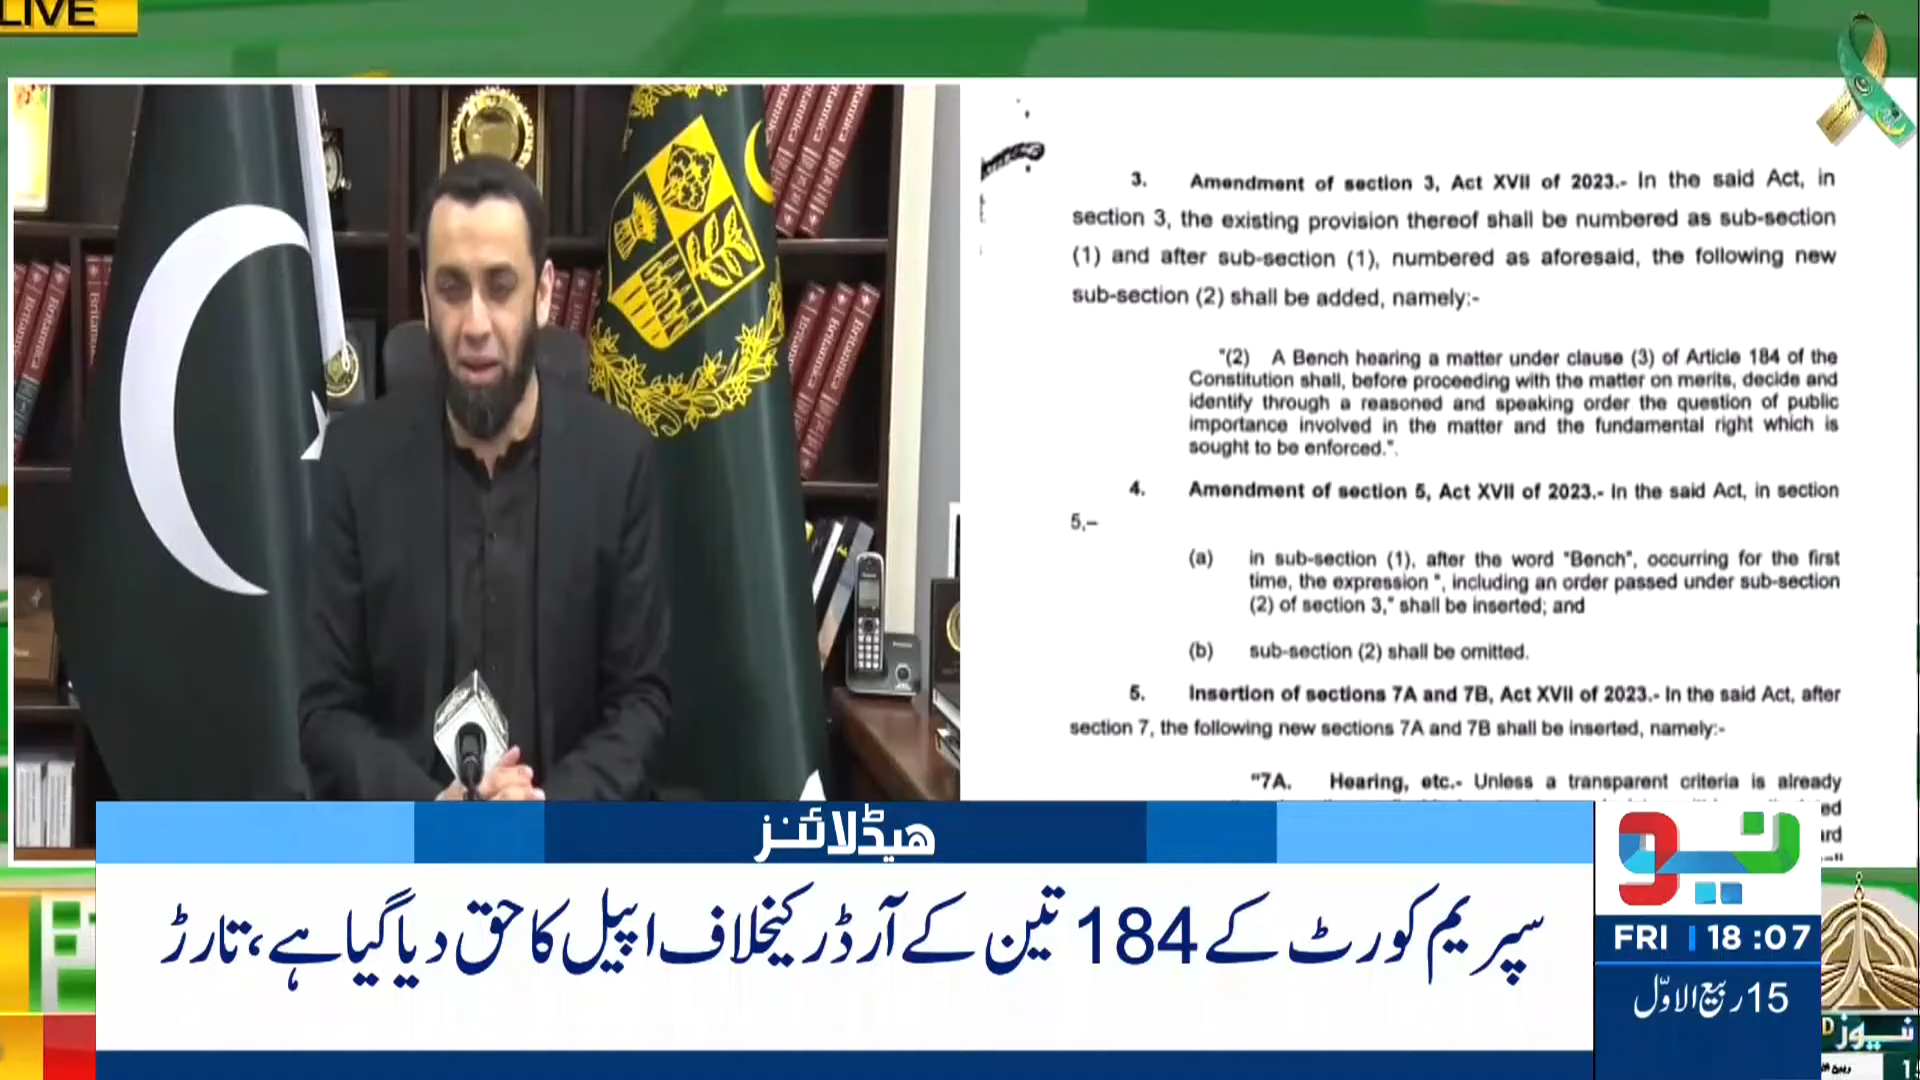 LIVE
3. Amendment of section 3, Act XVII of 2023.- In the said Act, in
section 3, the existing provision thereof shall be numbered as sub-section
(1) and after sub-section (1), numbered as aforesaid, the following new
sub-section (2) shall be added, namely:-
"(2) A Bench hearing a matter under clause (3) of Article 184 of the
Constitution shall, before proceeding with the matter on merits, decide and
identify through a reasoned and speaking order the question of public
importance involved in the matter and the fundamental right which is
sought to be enforced.".
4. Amendment of section 5, Act XVII of 2023.- In the said Act, in section
5,–
(a) in sub-section (1), after the word "Bench", occurring for the first
time, the expression ", including an order passed under sub-section
(2) of section 3," shall be inserted; and
(b) sub-section (2) shall be omitted.
5. Insertion of sections 7A and 7B, Act XVII of 2023.- In the said Act, after
section 7, the following new sections 7A and 7B shall be inserted, namely:-
"7A. Hearing, etc.- Unless a transparent criteria is already
Britannica
ہیڈلائنز
سپریم کورٹ کے 184 تین کے آرڈر کیخلاف اپیل کا حق دیا گیا ہے، تارڑ
نیو
FRI 18:07
15 ربیع الاوّل
نیوز